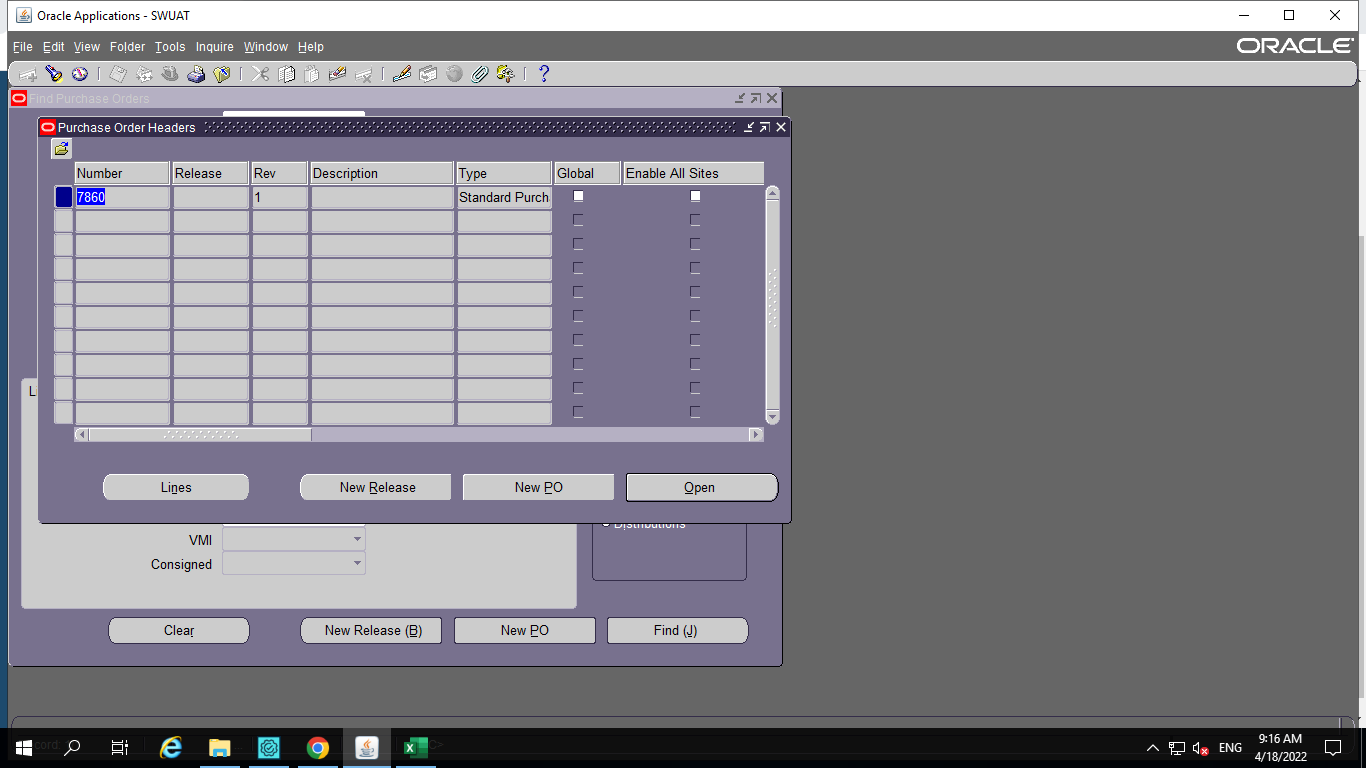 Oracle Applications - SWUAT
File Edit View Folder Tools Inquire Window Help
ORACLE
Find Purchase Orders
Purchase Order Headers
Number Release Rev Description Type Global Enable All Sites
7860 1 Standard Purch
Lines New Release New PO Open
Distributions
VMI
Consigned
Clear New Release (B) New PO Find (J)
ENG
9:16 AM
4/18/2022